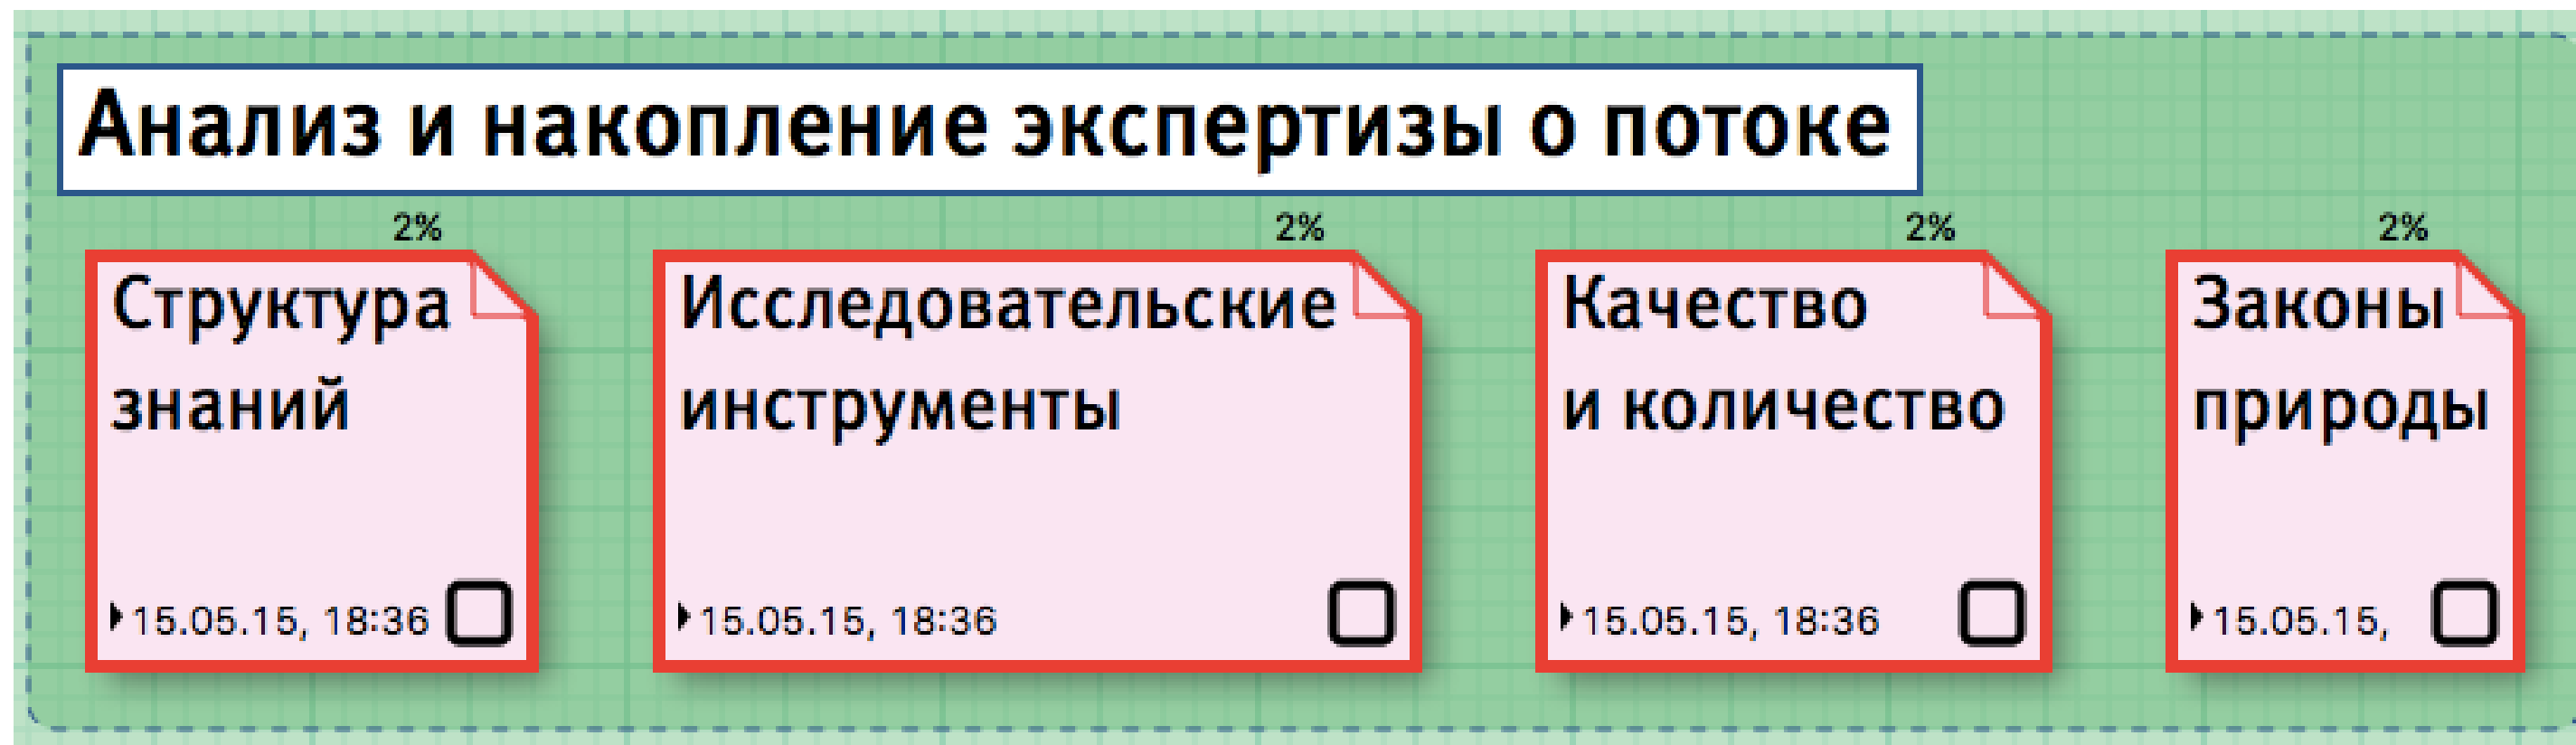 Анализ и накопление экспертизы о потоке
2% 2% 2% 2%
Структура Исследовательские Качество Законы
знаний инструменты и количество природы
15.05.15, 18:36 15.05.15, 18:36 15.05.15, 18:36 15.05.15,